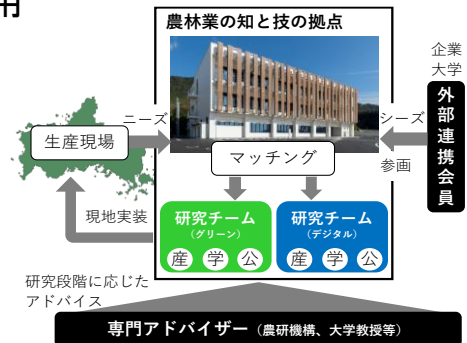 用
農林業の知と技の拠点
企業
大学
外部連携会員
ニーズ
シーズ
生産現場
マッチング
参画
現地実装
研究チーム
（グリーン）
産 学 公
研究チーム
（デジタル）
産 学 公
研究段階に応じた
アドバイス
専門アドバイザー（農研機構、大学教授等）